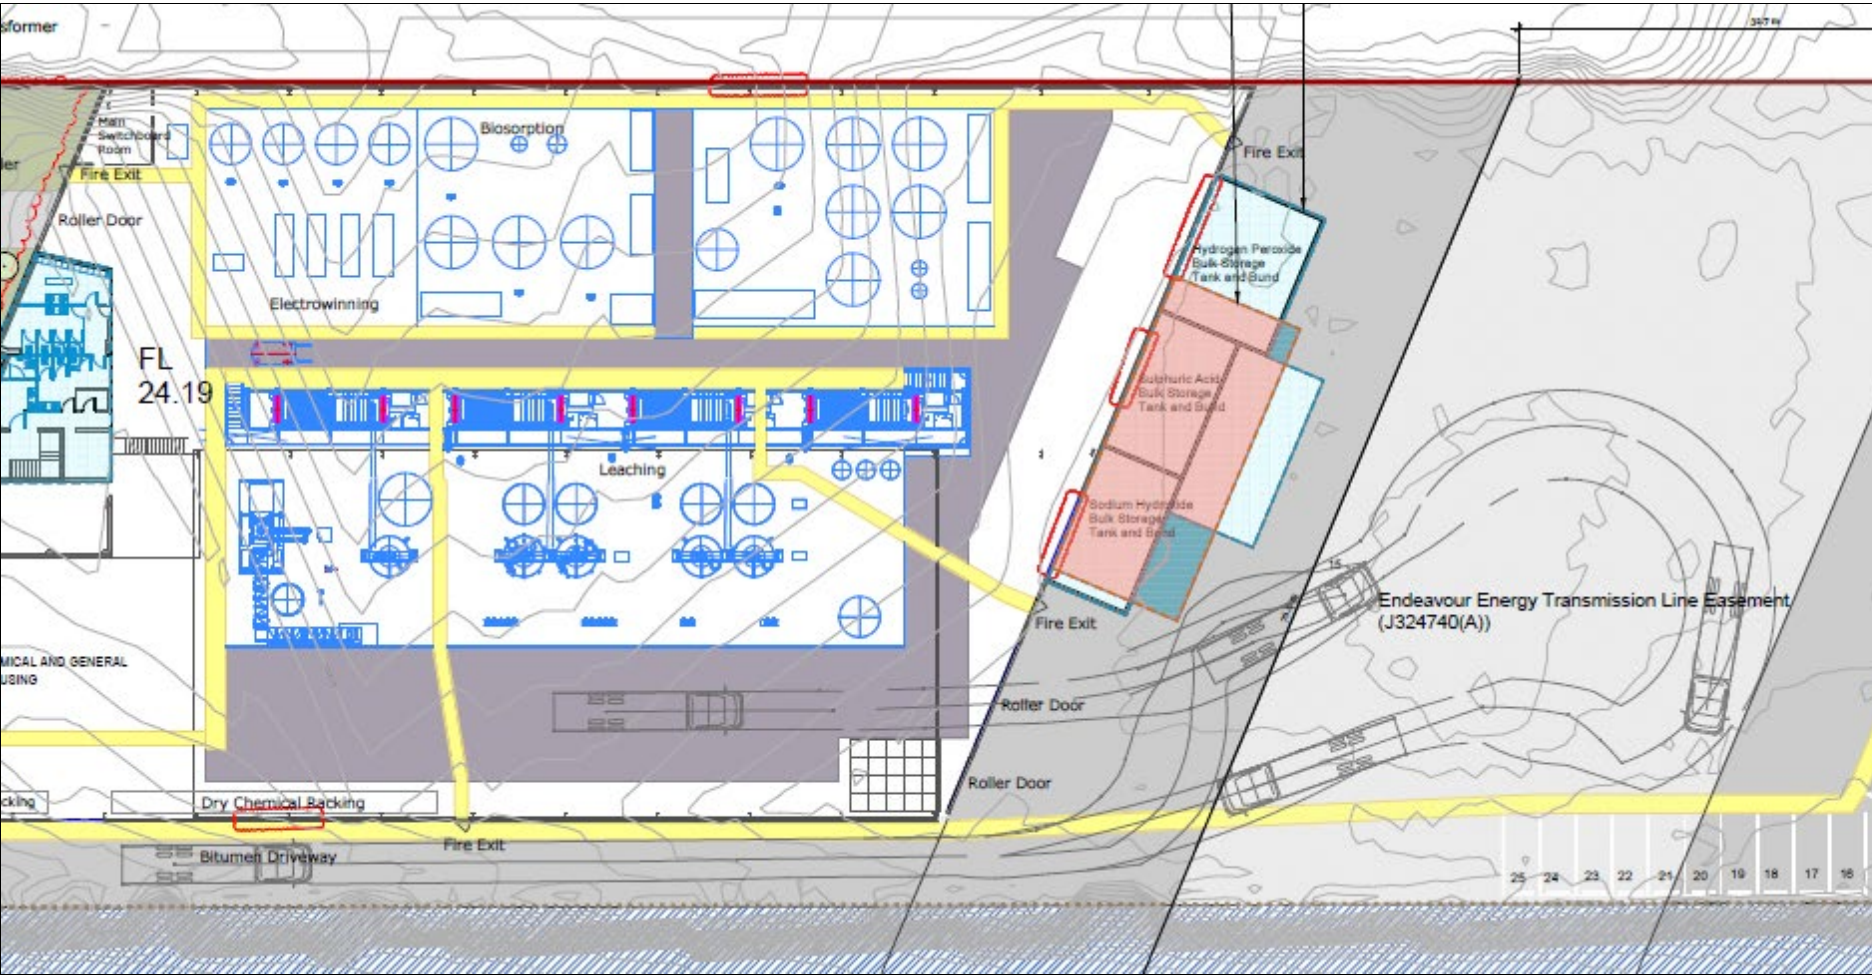 sformer
Main
Switchboard
Room
ler
Fire Exit
Roller Door
Biosorption
Electrowinning
Fire Exit
Hydrogen Peroxide
Bulk Storage
Tank and Bund
FL
24.19
Sulphuric Acid
Bulk Storage
Tank and Bund
Leaching
Sodium Hydroxide
Bulk Storage
Tank and Bund
15
Endeavour Energy Transmission Line Easement
(J324740(A))
Fire Exit
MICAL AND GENERAL
USING
Roller Door
Roller Door
cking
Dry Chemical Racking
Fire Exit
Bitumen Driveway
25 24 23 22 21 20 19 18 17 16